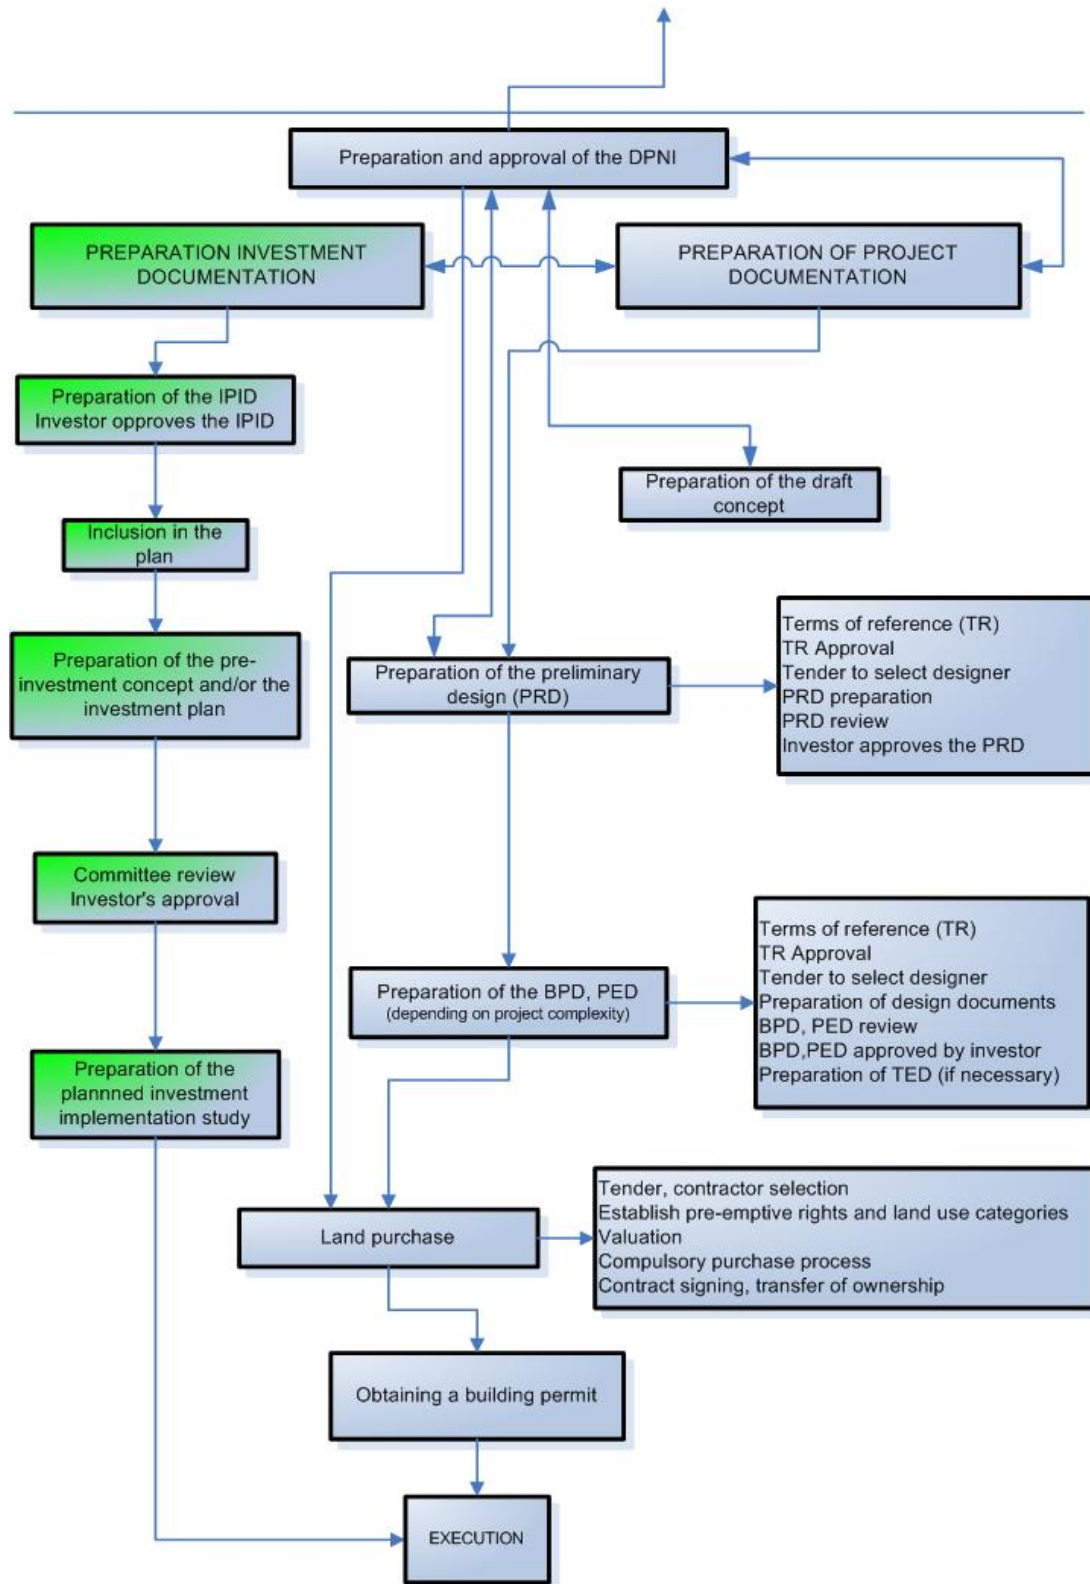 Preparation and approval of the DPNI
PREPARATION INVESTMENT
DOCUMENTATION
PREPARATION OF PROJECT
DOCUMENTATION
Preparation of the IPID
Investor opproves the IPID
Preparation of the draft
concept
Inclusion in the
plan
Preparation of the pre-
investment concept and/or the
investment plan
Preparation of the preliminary
design (PRD)
Terms of reference (TR)
TR Approval
Tender to select designer
PRD preparation
PRD review
Investor approves the PRD
Committee review
Investor's approval
Preparation of the BPD, PED
(depending on project complexity)
Terms of reference (TR)
TR Approval
Tender to select designer
Preparation of design documents
BPD, PED review
BPD,PED approved by investor
Preparation of TED (if necessary)
Preparation of the
plannned investment
implementation study
Land purchase
Tender, contractor selection
Establish pre-emptive rights and land use categories
Valuation
Compulsory purchase process
Contract signing, transfer of ownership
Obtaining a building permit
EXECUTION